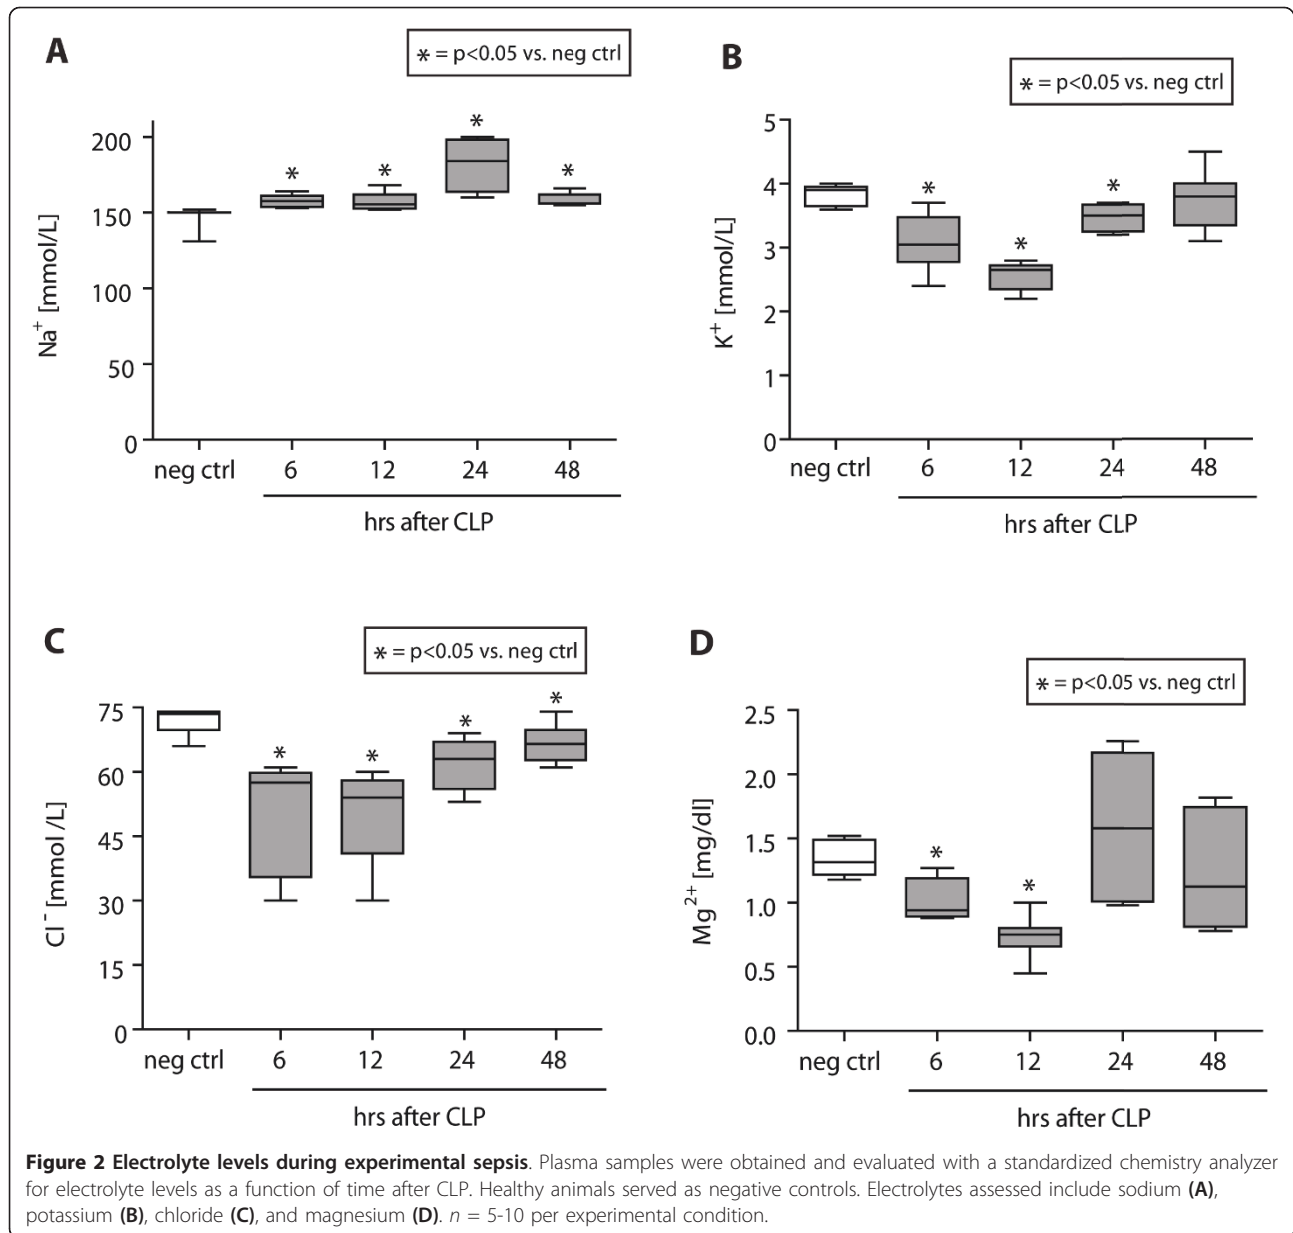 A
* = p<0.05 vs. neg ctrl
Na+ [mmol/L]
200
150
100
50
0
* * * *
neg ctrl 6 12 24 48
hrs after CLP
B
* = p<0.05 vs. neg ctrl
K+ [mmol/L]
5
4
3
2
1
0
* * *
neg ctrl 6 12 24 48
hrs after CLP
C
* = p<0.05 vs. neg ctrl
Cl- [mmol /L]
75
60
45
30
15
0
* * * *
neg ctrl 6 12 24 48
hrs after CLP
D
* = p<0.05 vs. neg ctrl
Mg2+ [mg/dl]
2.5
2.0
1.5
1.0
0.5
0.0
* *
neg ctrl 6 12 24 48
hrs after CLP
Figure 2 Electrolyte levels during experimental sepsis. Plasma samples were obtained and evaluated with a standardized chemistry analyzer
for electrolyte levels as a function of time after CLP. Healthy animals served as negative controls. Electrolytes assessed include sodium (A),
potassium (B), chloride (C), and magnesium (D). n = 5-10 per experimental condition.